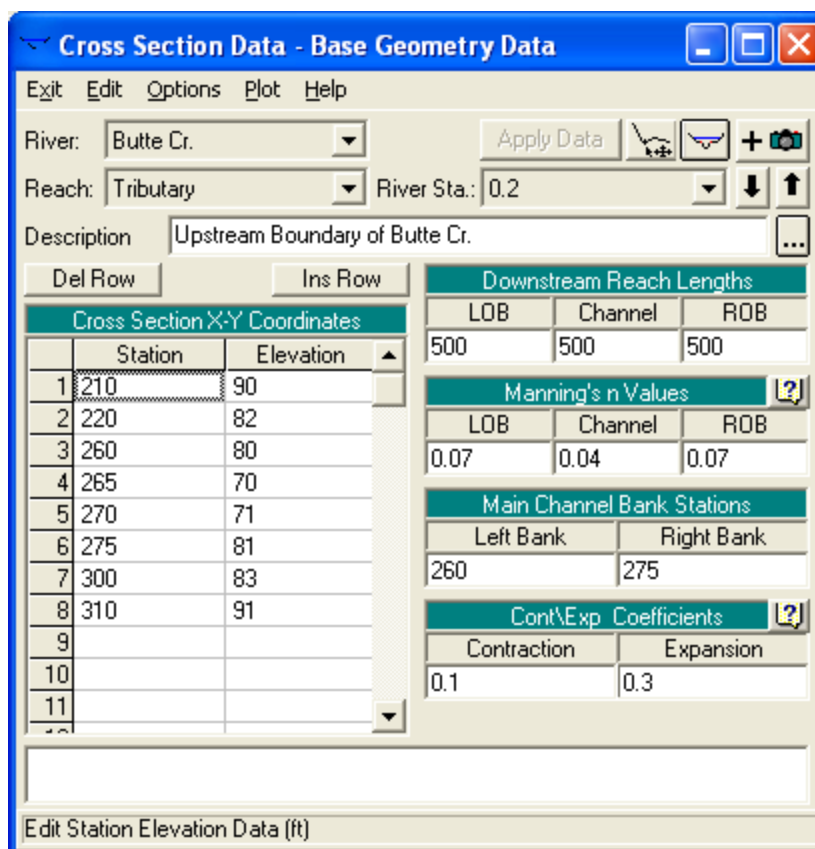 Cross Section Data - Base Geometry Data
Exit Edit Options Plot Help
River: Butte Cr. Apply Data
Reach: Tributary River Sta.: 0.2
Description Upstream Boundary of Butte Cr. ...
Del Row Ins Row Downstream Reach Lengths
Cross Section X-Y Coordinates LOB Channel ROB
Station Elevation 500 500 500
1 210 90 Manning's n Values
2 220 82 LOB Channel ROB
3 260 80 0.07 0.04 0.07
4 265 70 Main Channel Bank Stations
5 270 71 Left Bank Right Bank
6 275 81 260 275
7 300 83
8 310 91 Cont\Exp Coefficients
9 Contraction Expansion
10 0.1 0.3
11
Edit Station Elevation Data (ft)